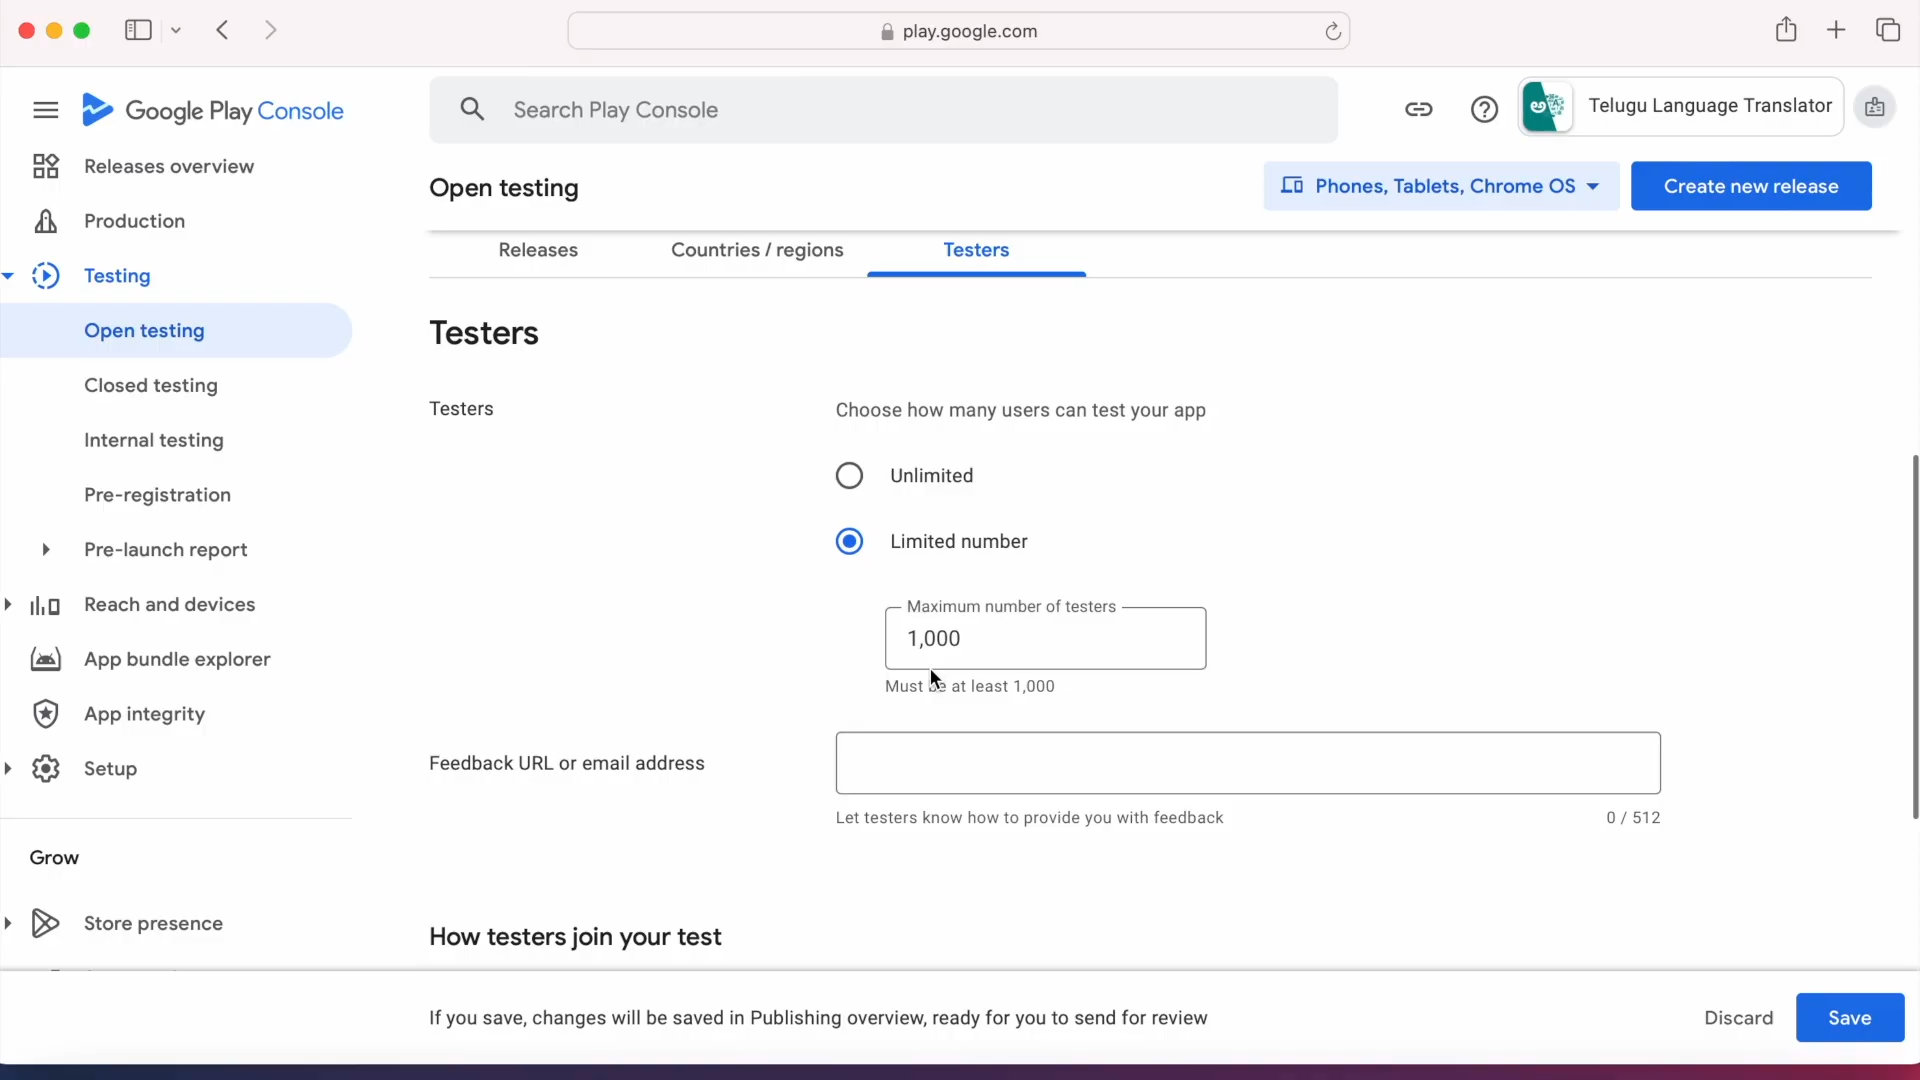 play.google.com
Google Play Console
Search Play Console
Telugu Language Translator
Releases overview
Production
Testing
Open testing
Closed testing
Internal testing
Pre-registration
Pre-launch report
Reach and devices
App bundle explorer
App integrity
Setup
Grow
Store presence
Open testing
Phones, Tablets, Chrome OS
Create new release
Releases
Countries / regions
Testers
Testers
Testers
Choose how many users can test your app
Unlimited
Limited number
Maximum number of testers
1,000
Must be at least 1,000
Feedback URL or email address
Let testers know how to provide you with feedback
0 / 512
How testers join your test
If you save, changes will be saved in Publishing overview, ready for you to send for review
Discard
Save